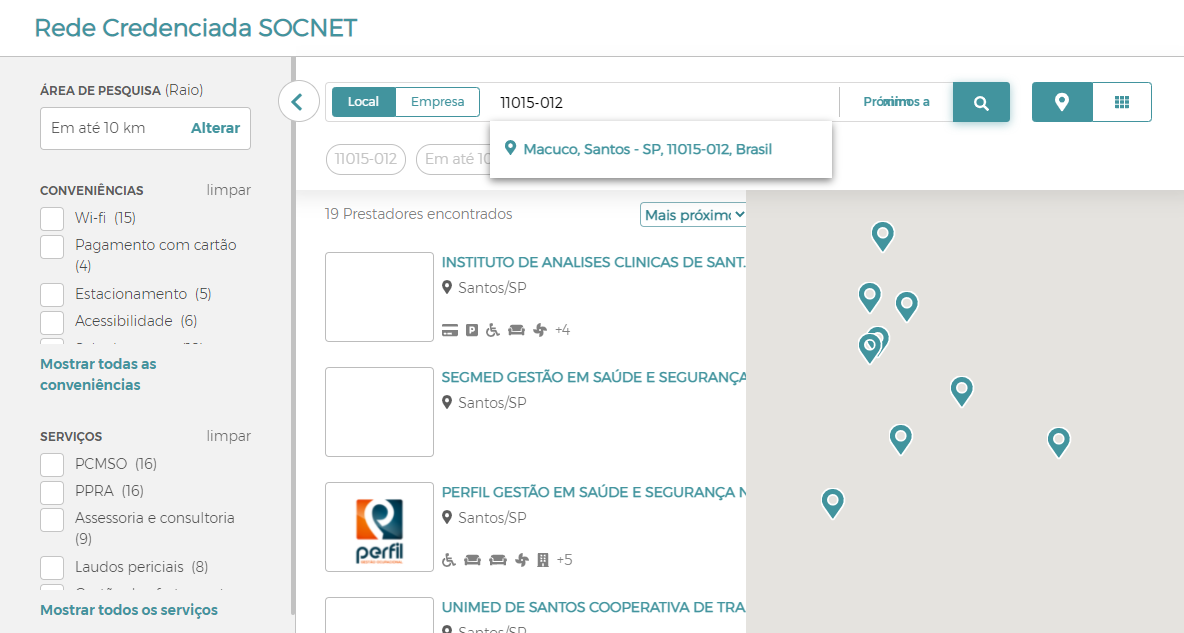 Rede Credenciada SOCNET
ÁREA DE PESQUISA (Raio)
Em até 10 km Alterar
CONVENIÊNCIAS limpar
Wi-fi (15)
Pagamento com cartão
(4)
Estacionamento (5)
Acessibilidade (6)
Mostrar todas as
conveniências
SERVIÇOS limpar
PCMSO (16)
PPRA (16)
Assessoria e consultoria
(9)
Laudos periciais (8)
Mostrar todos os serviços
Local Empresa 11015-012 Próximos a
Macuco, Santos - SP, 11015-012, Brasil
11015-012 Em até 10
19 Prestadores encontrados Mais próximo
INSTITUTO DE ANALISES CLINICAS DE SANT...
Santos/SP
+4
SEGMED GESTÃO EM SAÚDE E SEGURANÇA
Santos/SP
perfil
PERFIL GESTÃO EM SAÚDE E SEGURANÇA N
Santos/SP
+5
UNIMED DE SANTOS COOPERATIVA DE TRA
Santos/SP